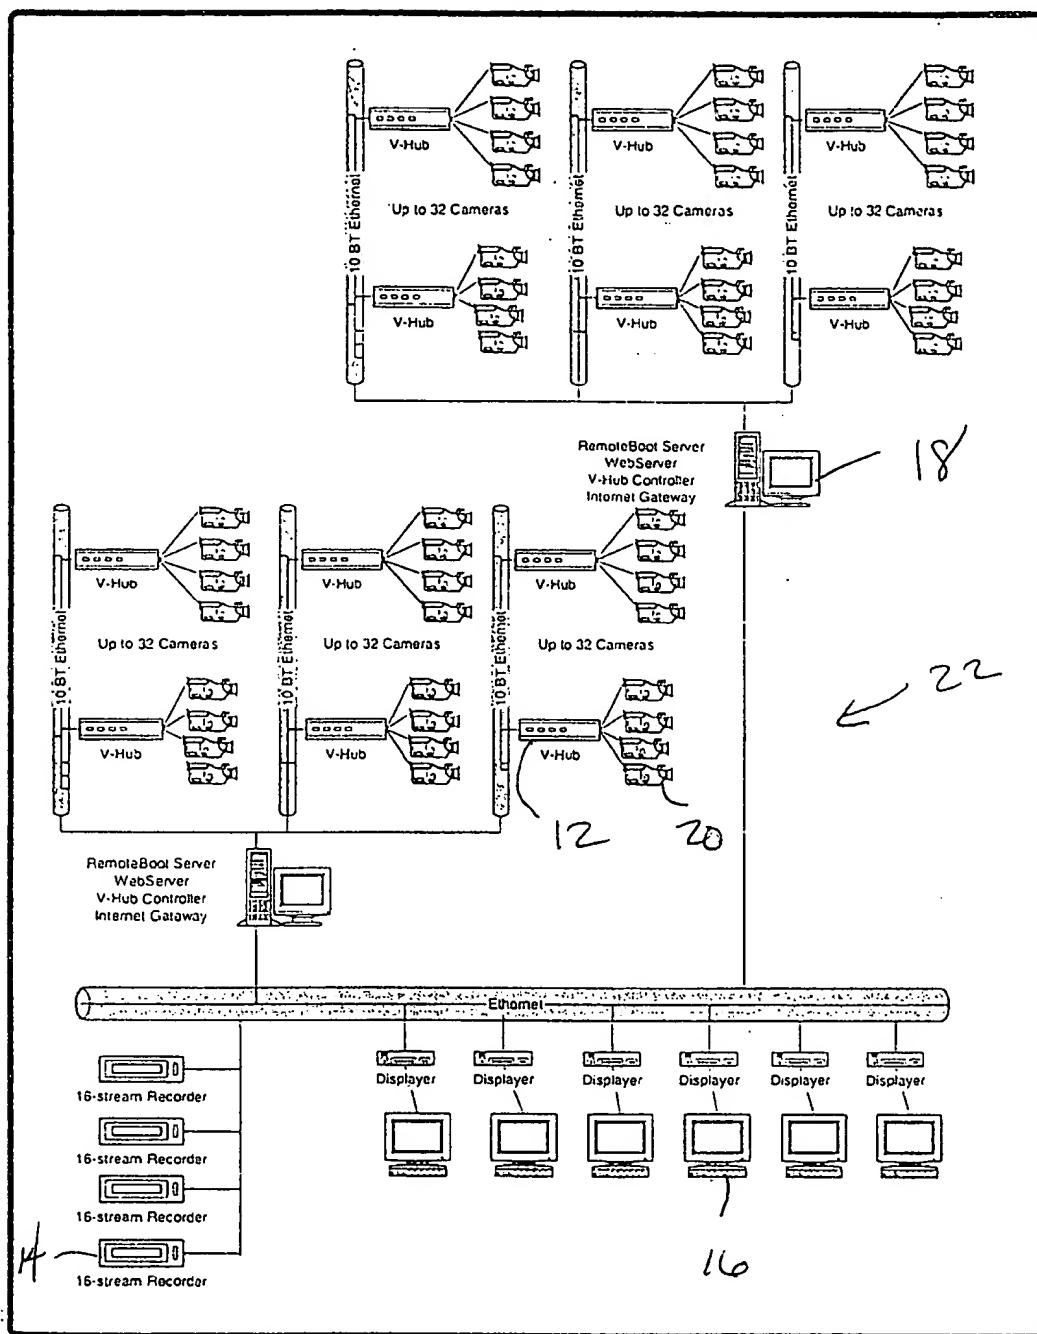 V-Hub V-Hub V-Hub
10 BT Ethernet 10 BT Ethernet 10 BT Ethernet
Up to 32 Cameras Up to 32 Cameras Up to 32 Cameras
V-Hub V-Hub V-Hub
RemoteBoot Server
WebServer
V-Hub Controller
Internet Gateway
18
V-Hub V-Hub V-Hub
10 BT Ethernet 10 BT Ethernet 10 BT Ethernet
Up to 32 Cameras Up to 32 Cameras Up to 32 Cameras
22
V-Hub V-Hub V-Hub
12 20
RemoteBoot Server
WebServer
V-Hub Controller
Internet Gateway
Ethernet
Displayer Displayer Displayer Displayer Displayer Displayer
16-stream Recorder
16-stream Recorder
16-stream Recorder
14
16-stream Recorder
16